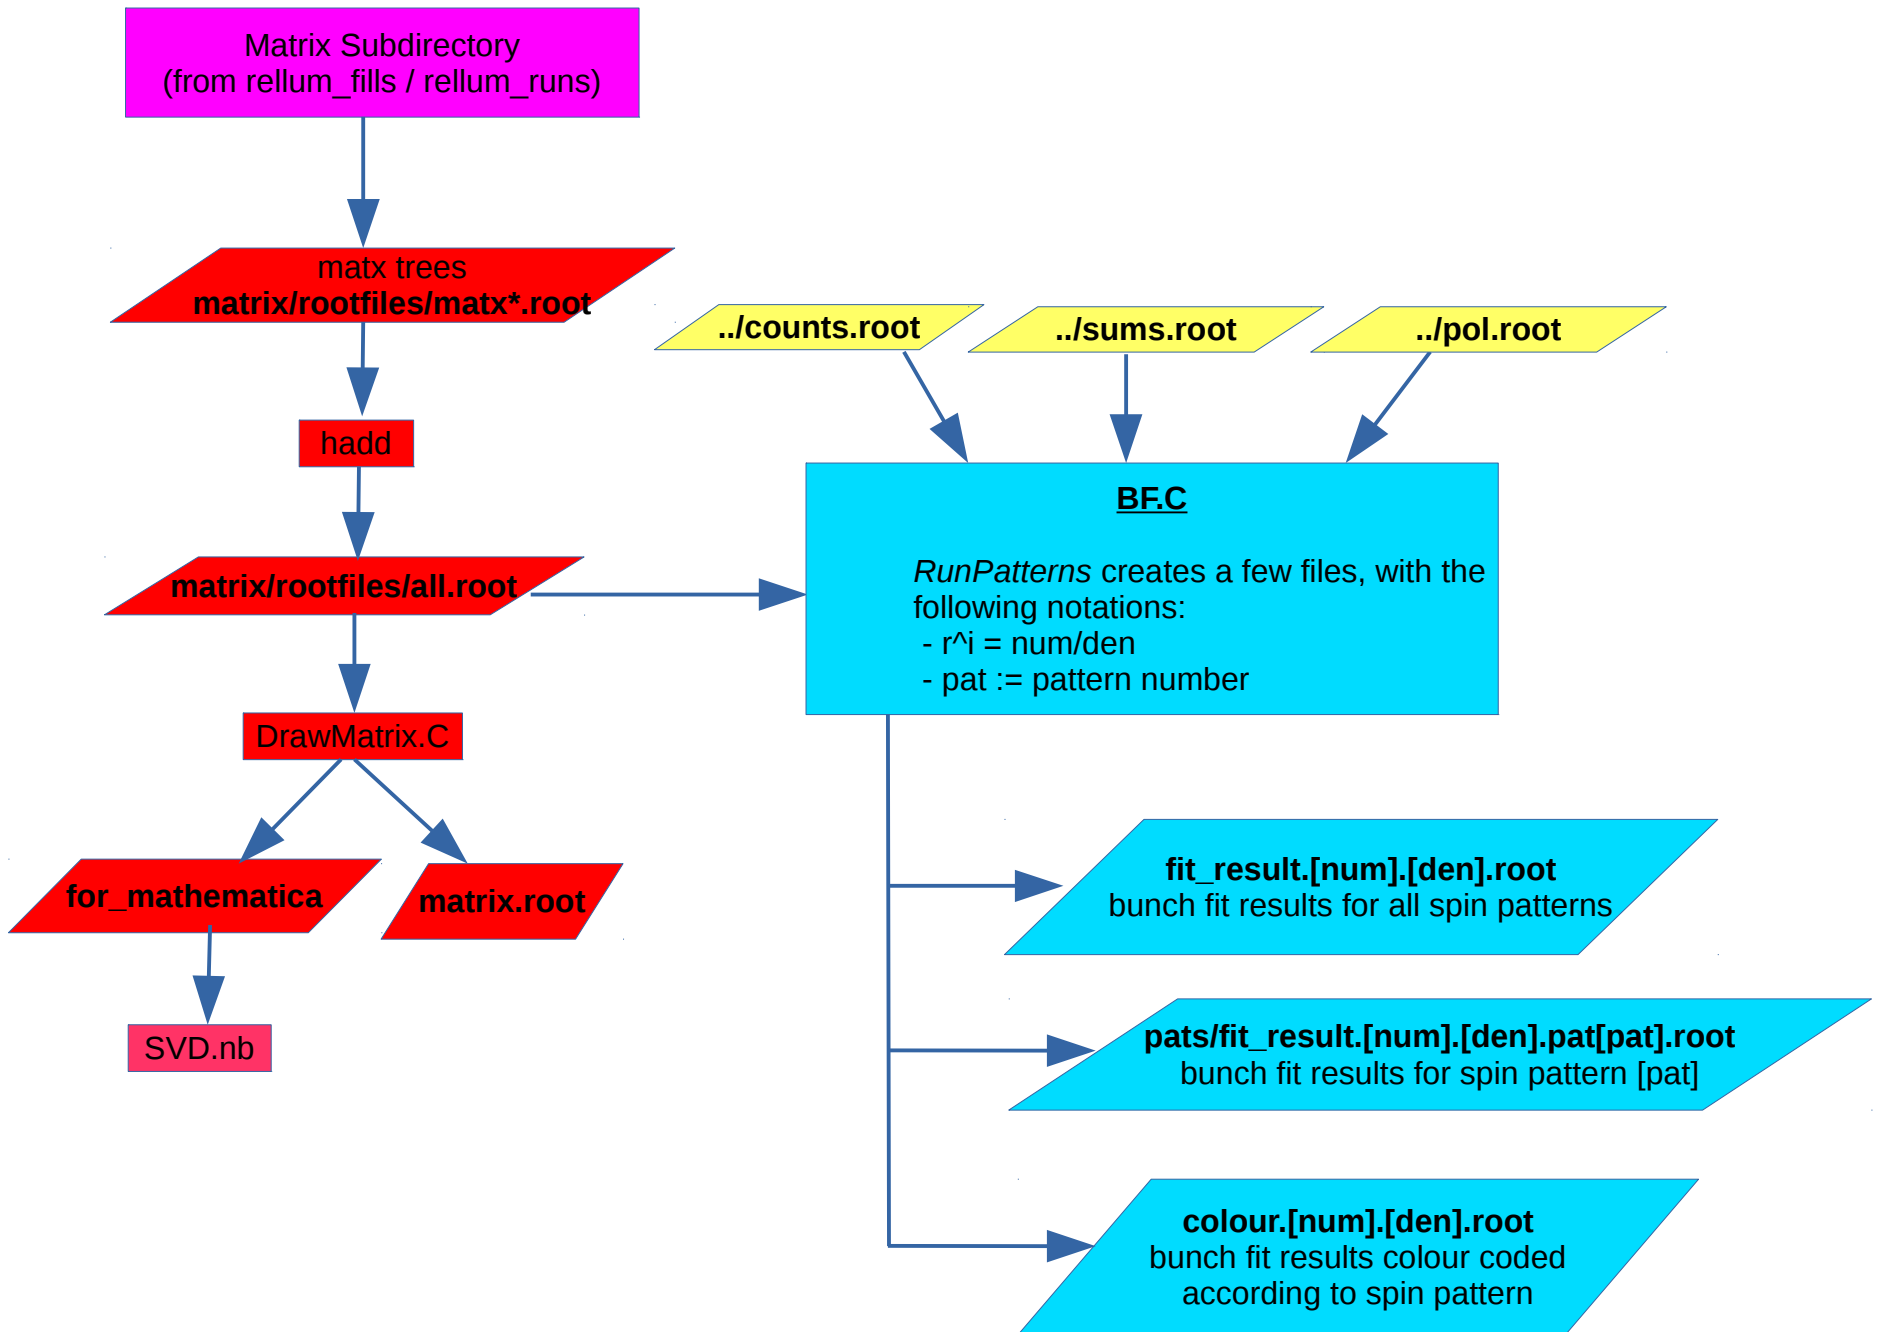 Matrix Subdirectory
(from rellum_fills / rellum_runs)
matx trees
matrix/rootfiles/matx*.root
../counts.root
../sums.root
../pol.root
hadd
matrix/rootfiles/all.root
BF.C
RunPatterns creates a few files, with the
following notations:
- r^i = num/den
- pat := pattern number
DrawMatrix.C
for_mathematica
matrix.root
SVD.nb
fit_result.[num].[den].root
bunch fit results for all spin patterns
pats/fit_result.[num].[den].pat[pat].root
bunch fit results for spin pattern [pat]
colour.[num].[den].root
bunch fit results colour coded
according to spin pattern